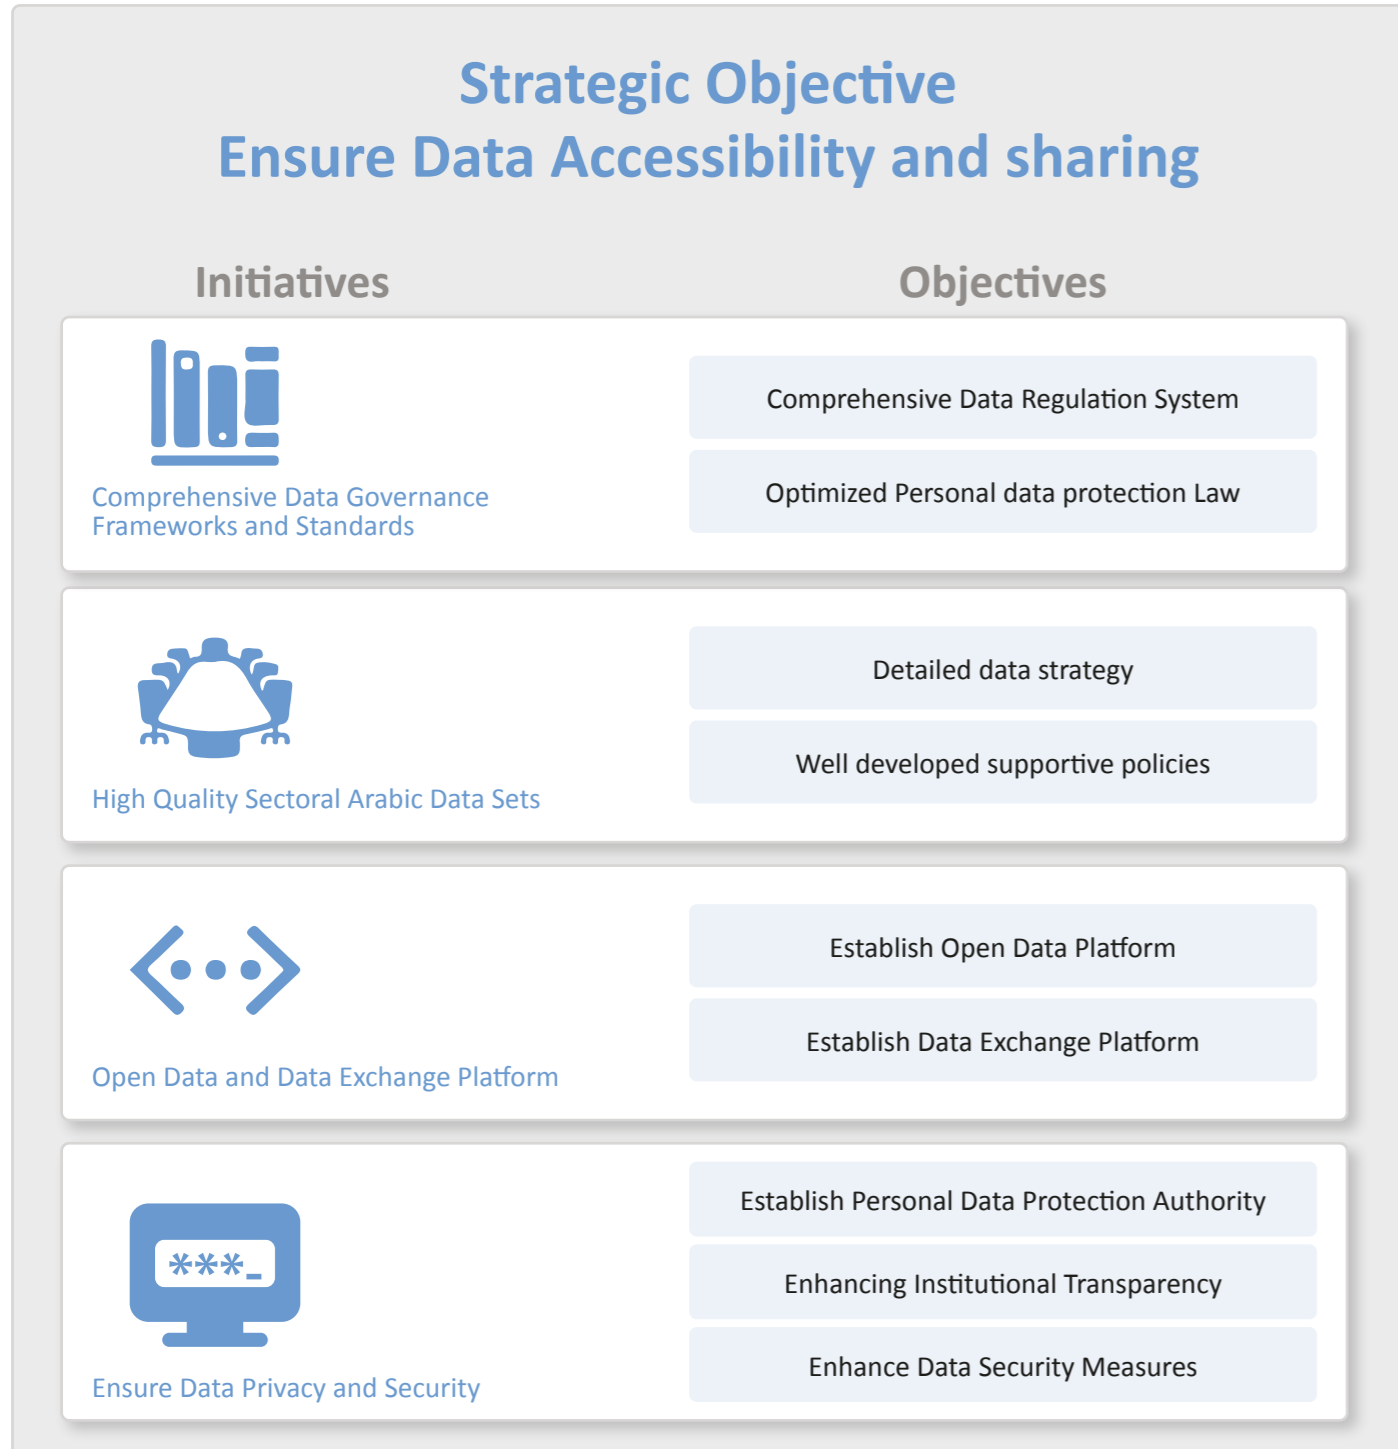 Strategic Objective
Ensure Data Accessibility and sharing
Initiatives
Objectives
Comprehensive Data Governance
Frameworks and Standards
Comprehensive Data Regulation System
Optimized Personal data protection Law
High Quality Sectoral Arabic Data Sets
Detailed data strategy
Well developed supportive policies
Open Data and Data Exchange Platform
Establish Open Data Platform
Establish Data Exchange Platform
***_
Ensure Data Privacy and Security
Establish Personal Data Protection Authority
Enhancing Institutional Transparency
Enhance Data Security Measures